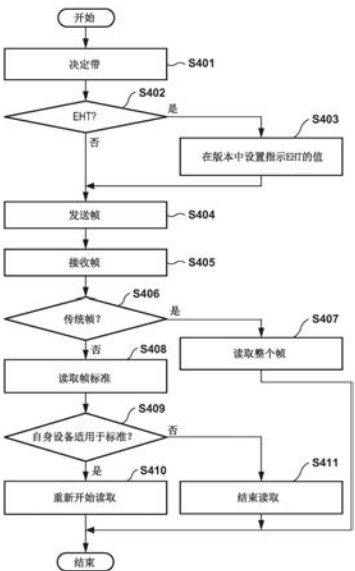 开始
决定带
S401
EHT?
S402
是
否
在版本中设置指示EHT的值
S403
发送帧
S404
接收帧
S405
传统帧?
S406
是
否
读取整个帧
S407
读取帧标准
S408
自身设备适用于标准?
S409
否
是
重新开始读取
S410
结束读取
S411
结束